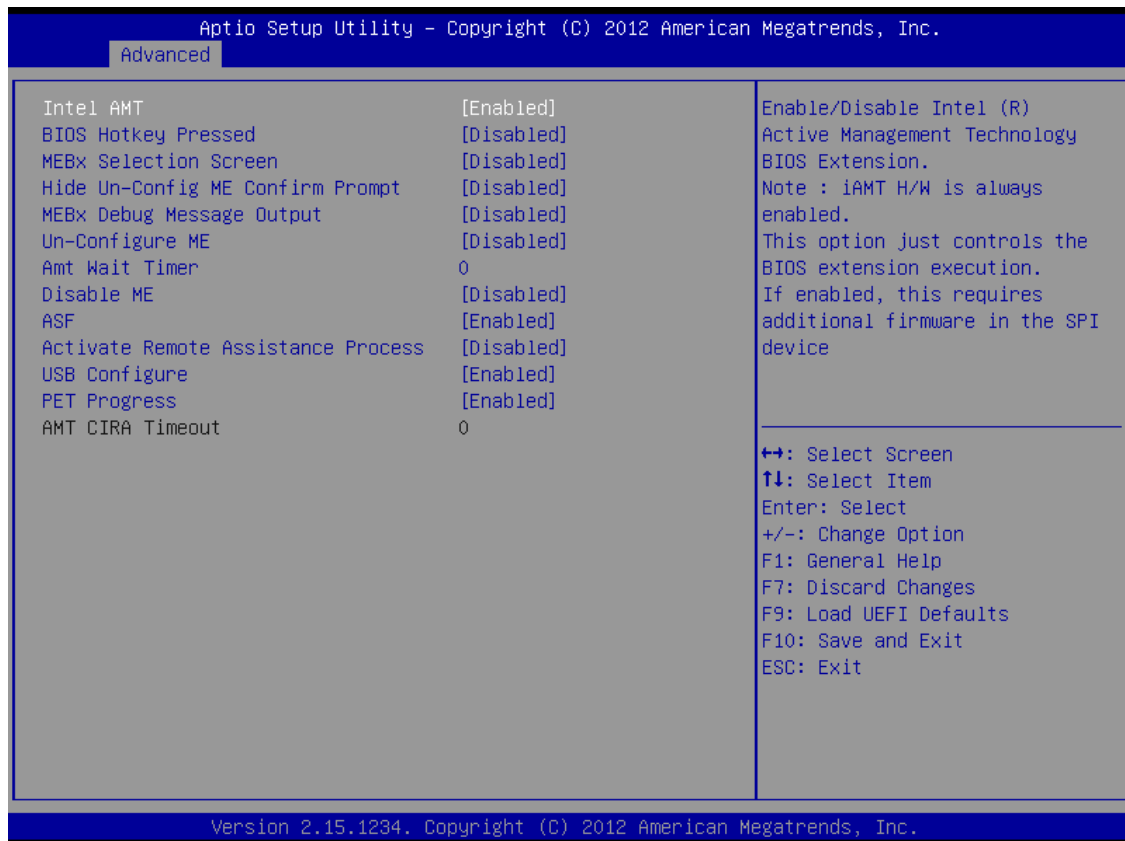 Aptio Setup Utility – Copyright (C) 2012 American Megatrends, Inc.
Advanced
Intel AMT [Enabled]
BIOS Hotkey Pressed [Disabled]
MEBx Selection Screen [Disabled]
Hide Un-Config ME Confirm Prompt [Disabled]
MEBx Debug Message Output [Disabled]
Un-Configure ME [Disabled]
Amt Wait Timer 0
Disable ME [Disabled]
ASF [Enabled]
Activate Remote Assistance Process [Disabled]
USB Configure [Enabled]
PET Progress [Enabled]
AMT CIRA Timeout 0
Enable/Disable Intel (R)
Active Management Technology
BIOS Extension.
Note : iAMT H/W is always
enabled.
This option just controls the
BIOS extension execution.
If enabled, this requires
additional firmware in the SPI
device
↔: Select Screen
↑↓: Select Item
Enter: Select
+/-: Change Option
F1: General Help
F7: Discard Changes
F9: Load UEFI Defaults
F10: Save and Exit
ESC: Exit
Version 2.15.1234. Copyright (C) 2012 American Megatrends, Inc.